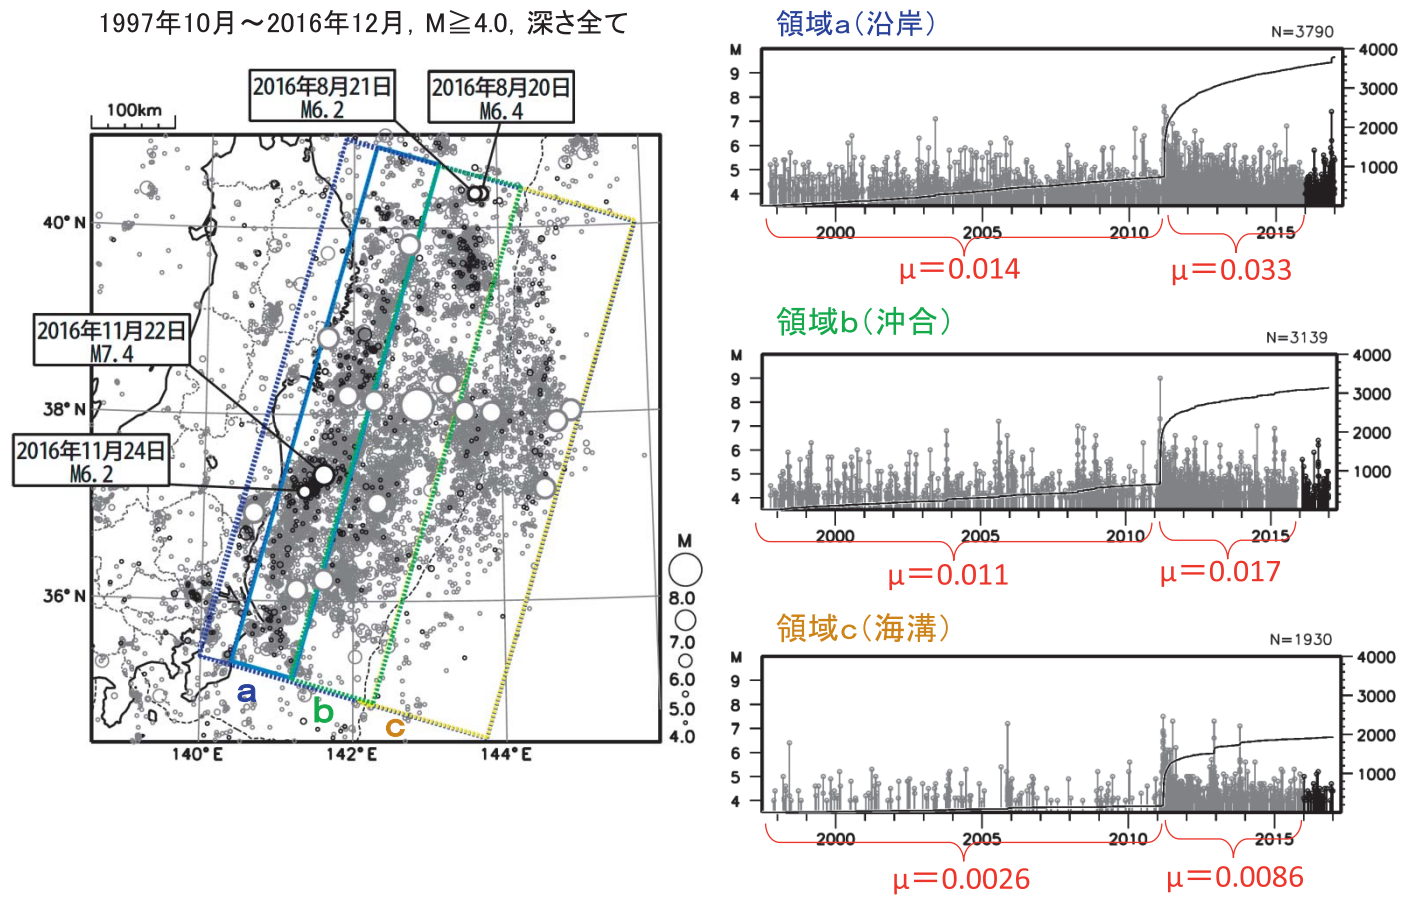 1997年10月～2016年12月, M≧4.0, 深さ全て
100km
2016年8月21日
M6.2
2016年8月20日
M6.4
2016年11月22日
M7.4
2016年11月24日
M6.2
40°N
38°N
36°N
140°E
142°E
144°E
a
b
c
M
8.0
7.0
6.0
5.0
4.0
領域a（沿岸）
N=3790
M
9
8
7
6
5
4
4000
3000
2000
1000
2000
2005
2010
2015
μ＝0.014
μ＝0.033
領域b（沖合）
N=3139
M
9
8
7
6
5
4
4000
3000
2000
1000
2000
2005
2010
2015
μ＝0.011
μ＝0.017
領域c（海溝）
N=1930
M
9
8
7
6
5
4
4000
3000
2000
1000
2000
2005
2010
2015
μ＝0.0026
μ＝0.0086